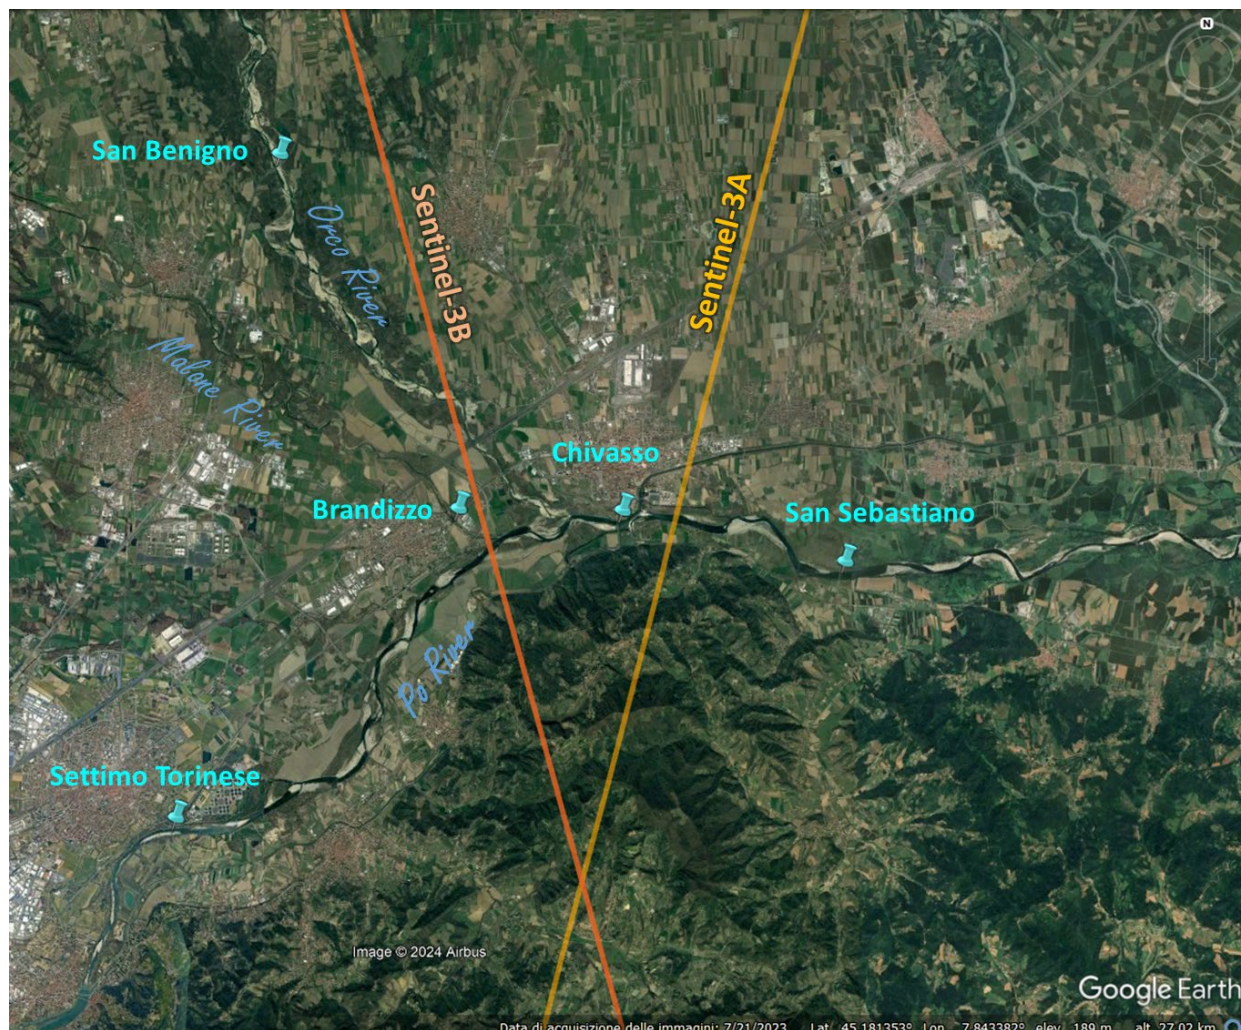 N
San Benigno
Orco River
Sentinel-3B
Sentinel-3A
Malone River
Chivasso
Brandizzo
San Sebastiano
Po River
Settimo Torinese
Image © 2024 Airbus
Google Earth
Data di acquisizione delle immagini: 7/21/2023 Lat. 45.181353° Lon. 7.843382° elev 189 m alt. 27.02 km